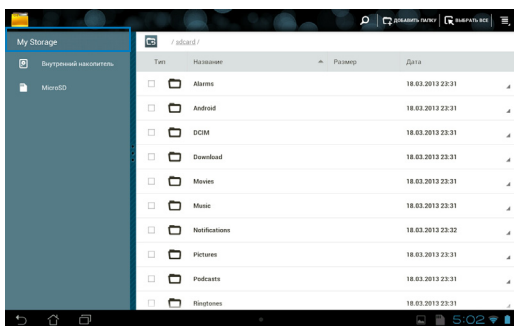 ДОБАВИТЬ ПАПКУ ВЫБРАТЬ ВСЕ
My Storage
Внутренний накопитель
MicroSD
/ sdcard /
Тип Название Размер Дата
Alarms 18.03.2013 23:31
Android 18.03.2013 23:31
DCIM 18.03.2013 23:31
Download 18.03.2013 23:31
Movies 18.03.2013 23:31
Music 18.03.2013 23:31
Notifications 18.03.2013 23:32
Pictures 18.03.2013 23:31
Podcasts 18.03.2013 23:31
Ringtones 18.03.2013 23:31
5:02